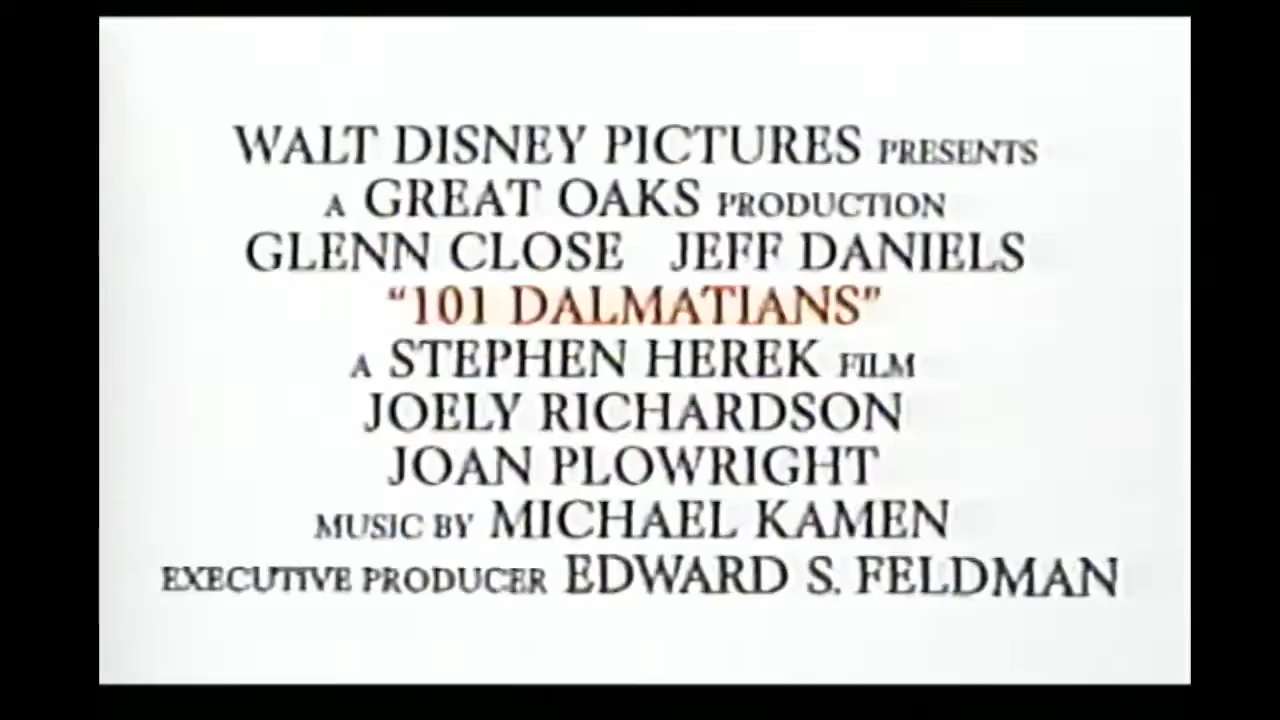 WALT DISNEY PICTURES PRESENTS
A GREAT OAKS PRODUCTION
GLENN CLOSE JEFF DANIELS
“101 DALMATIANS”
A STEPHEN HEREK FILM
JOELY RICHARDSON
JOAN PLOWRIGHT
MUSIC BY MICHAEL KAMEN
EXECUTIVE PRODUCER EDWARD S. FELDMAN